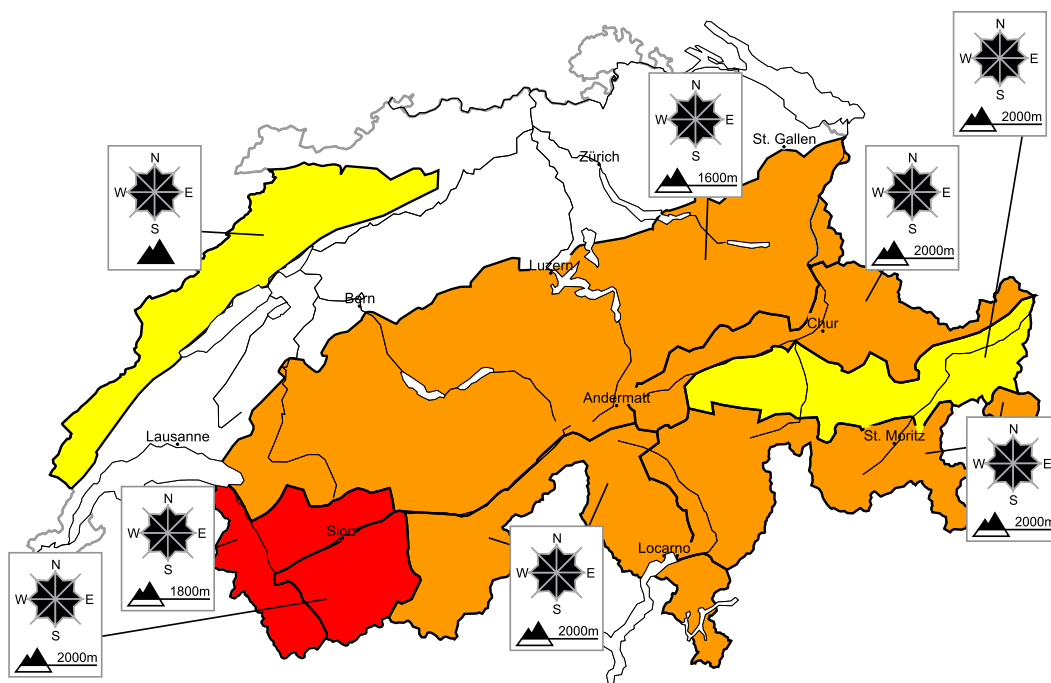 N
W E
S
2000m
N
W E
S
1600m
St. Gallen
Zürich
N
W E
S
N
W E
S
2000m
Luzern
Bern
Chur
Andermatt
Lausanne
St. Moritz
N
W E
S
2000m
N
W E
S
1800m
Sion
Locarno
N
W E
S
2000m
N
W E
S
2000m